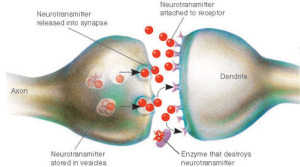 Neurotransmitter
released into synapse
Neurotransmitter
attached to receptor
Axon
Dendrite
Neurotransmitter
stored in vesicles
Enzyme that destroys
neurotransmitter